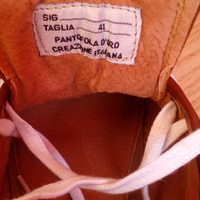 SIG
TAGLIA 41
PANTOFOLA D'ORO
CREAZIONE ITALIANA